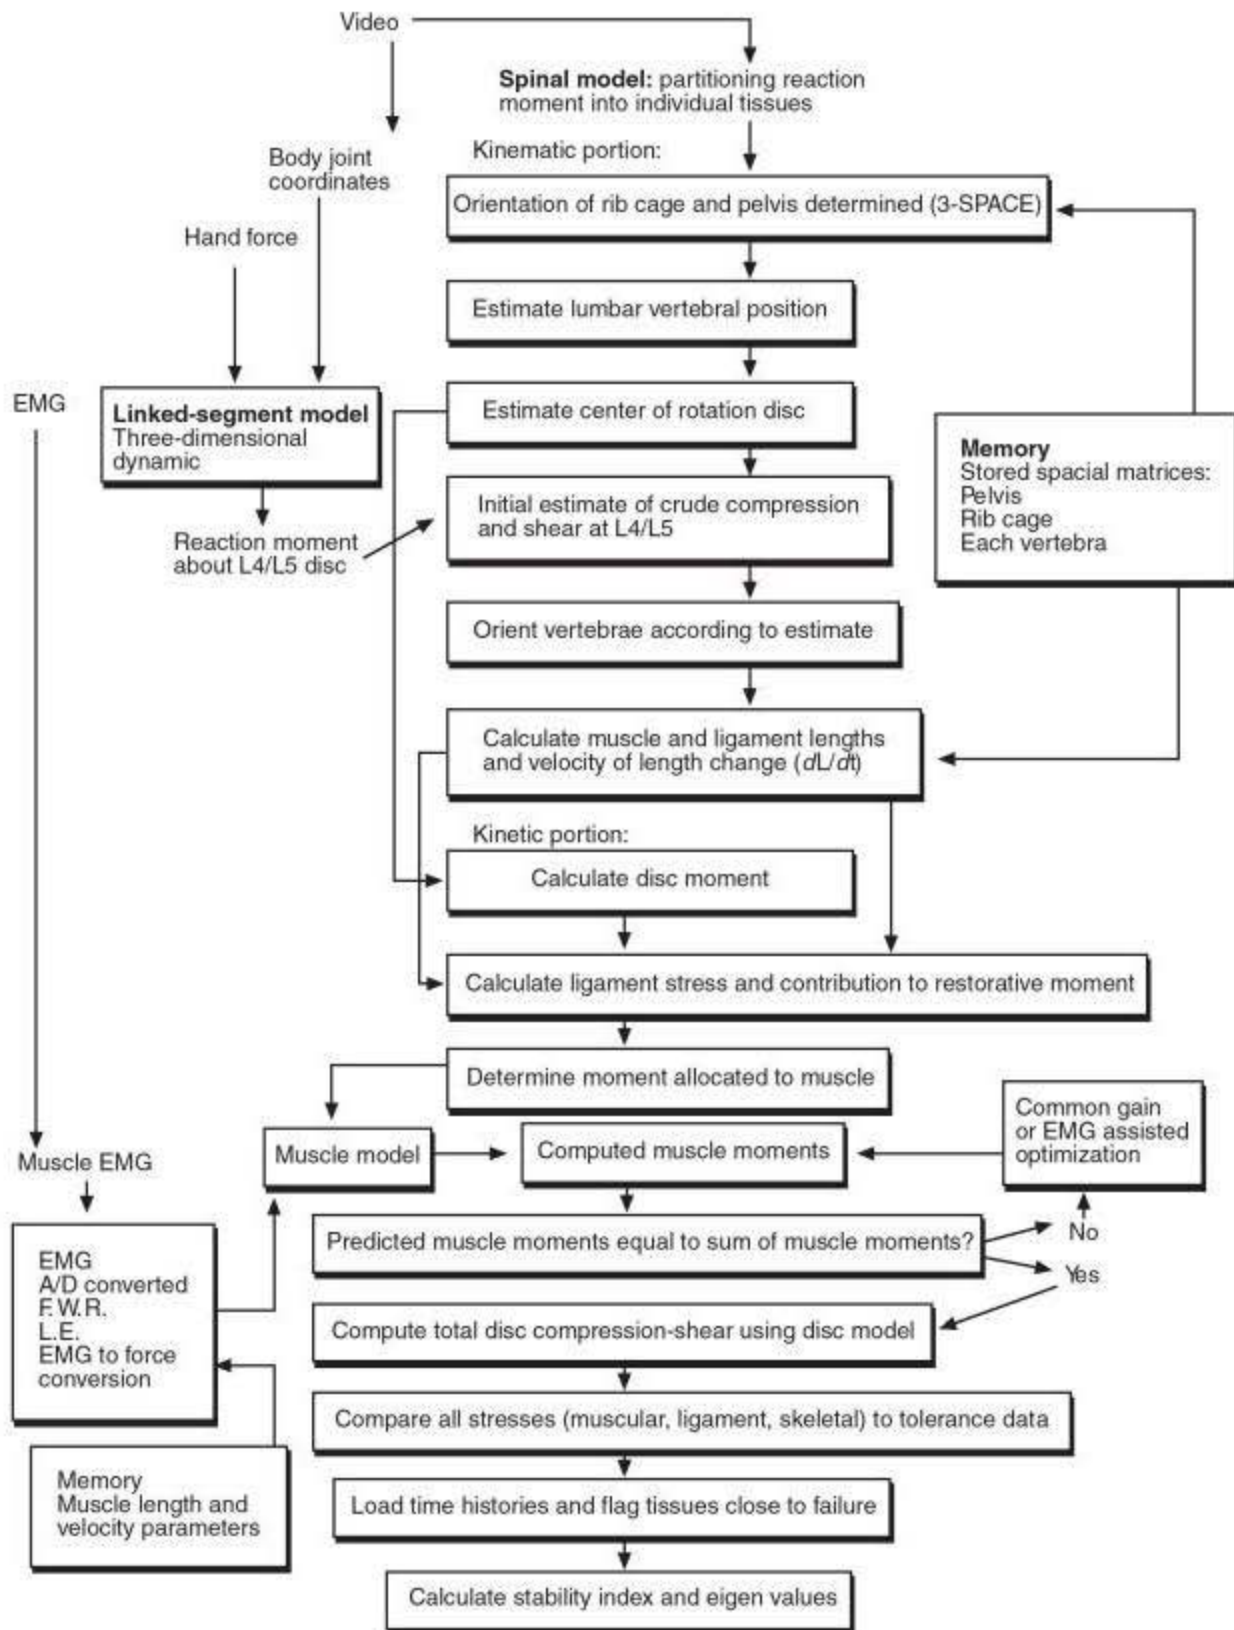 Video
Spinal model: partitioning reaction
moment into individual tissues
Body joint
coordinates
Kinematic portion:
Orientation of rib cage and pelvis determined (3-SPACE)
Hand force
Estimate lumbar vertebral position
EMG
Linked-segment model
Three-dimensional
dynamic
Estimate center of rotation disc
Memory
Stored spacial matrices:
Pelvis
Rib cage
Each vertebra
Initial estimate of crude compression
and shear at L4/L5
Reaction moment
about L4/L5 disc
Orient vertebrae according to estimate
Calculate muscle and ligament lengths
and velocity of length change (dL/dt)
Kinetic portion:
Calculate disc moment
Calculate ligament stress and contribution to restorative moment
Determine moment allocated to muscle
Common gain
or EMG assisted
optimization
Muscle EMG
Muscle model
Computed muscle moments
Predicted muscle moments equal to sum of muscle moments?
No
Yes
EMG
A/D converted
F.W.R.
L.E.
EMG to force
conversion
Compute total disc compression-shear using disc model
Compare all stresses (muscular, ligament, skeletal) to tolerance data
Memory
Muscle length and
velocity parameters
Load time histories and flag tissues close to failure
Calculate stability index and eigen values